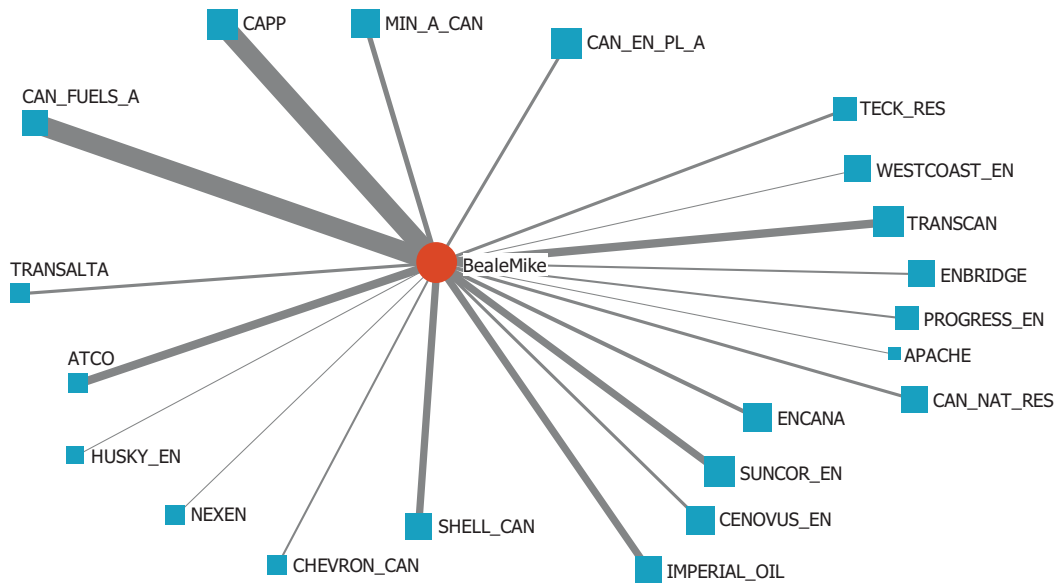 CAPP
MIN_A_CAN
CAN_EN_PL_A
CAN_FUELS_A
TECK_RES
WESTCOAST_EN
TRANSCAN
BealeMike
TRANSALTA
ENBRIDGE
PROGRESS_EN
ATCO
APACHE
CAN_NAT_RES
ENCANA
HUSKY_EN
SUNCOR_EN
NEXEN
SHELL_CAN
CENOVUS_EN
CHEVRON_CAN
IMPERIAL_OIL